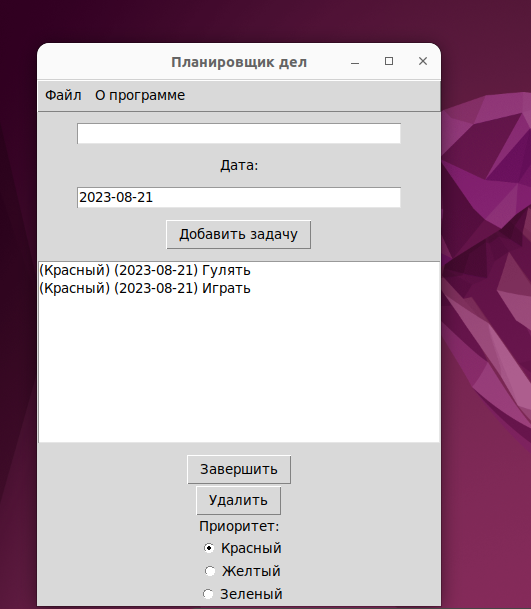 Планировщик дел
Файл О программе
Дата:
2023-08-21
Добавить задачу
(Красный) (2023-08-21) Гулять
(Красный) (2023-08-21) Играть
Завершить
Удалить
Приоритет:
Красный
Желтый
Зеленый